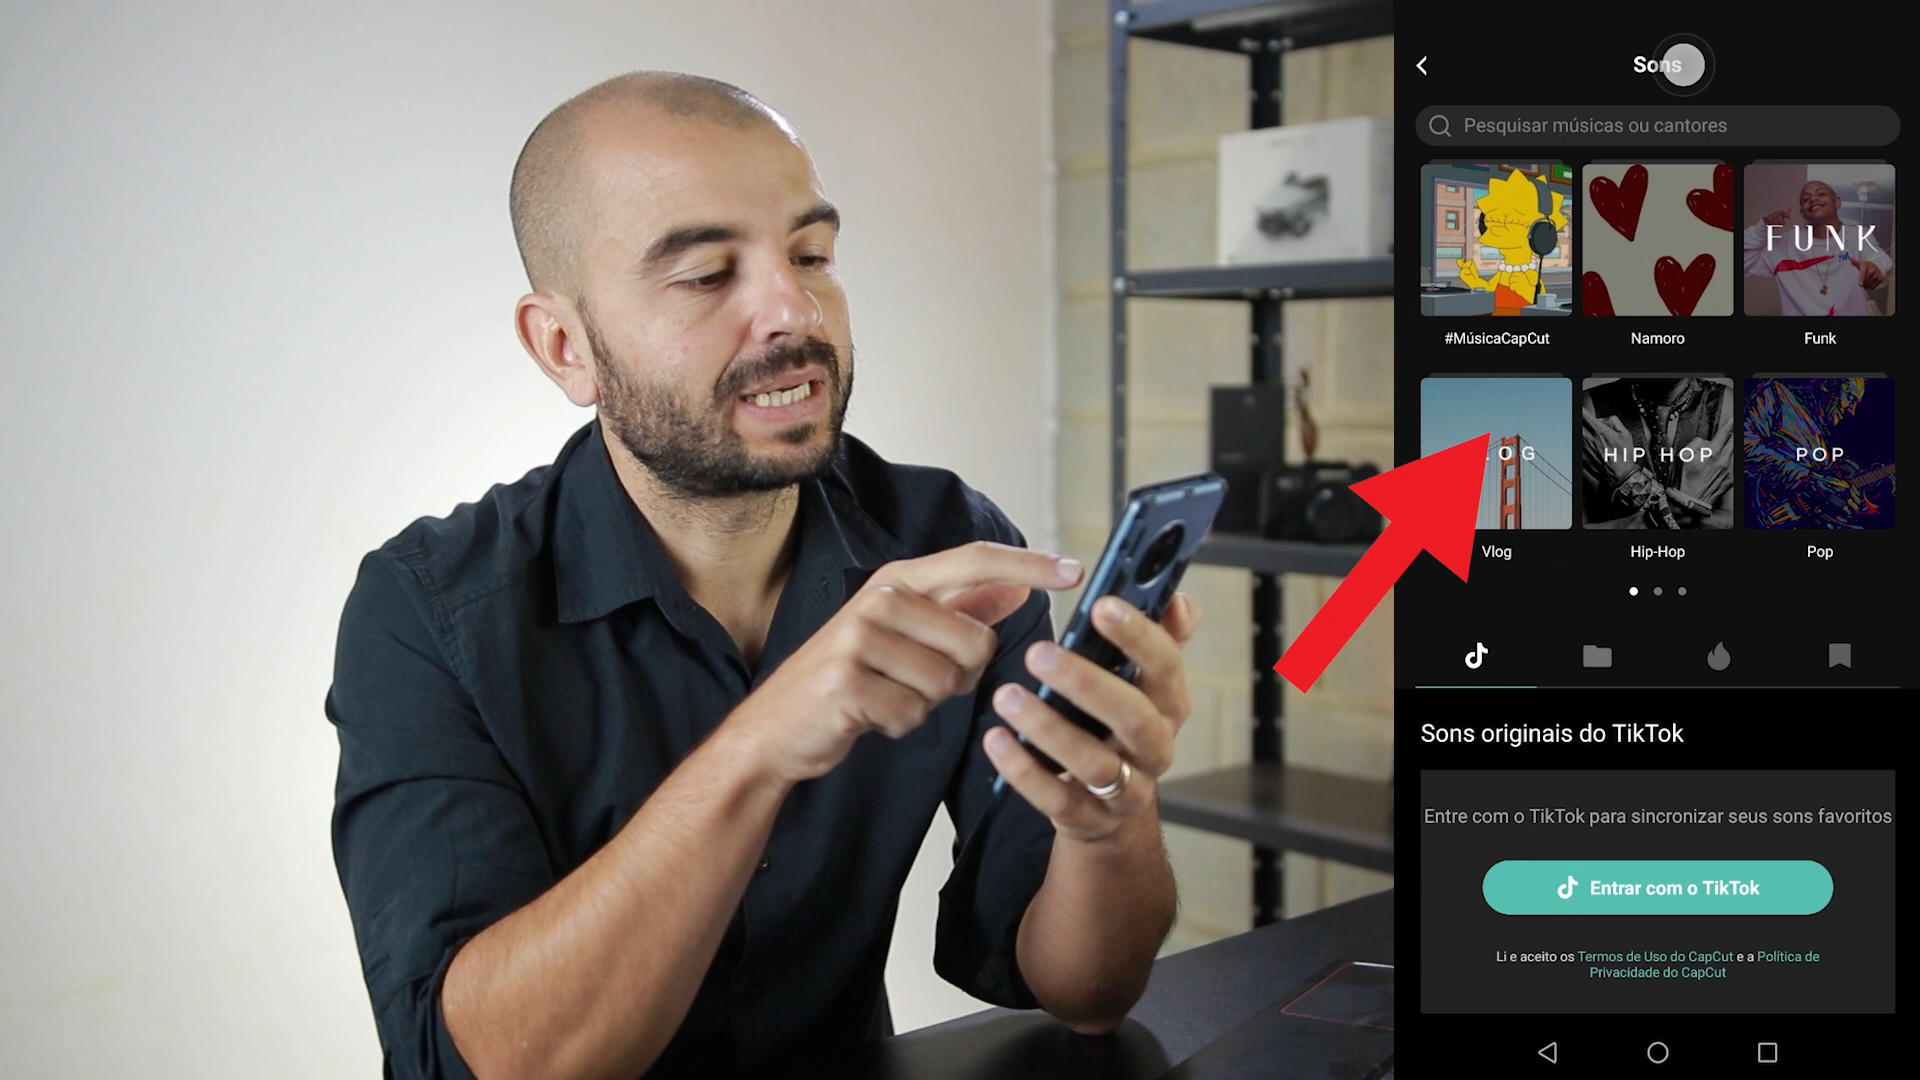 Sons
Pesquisar músicas ou cantores
FUNK
#MúsicaCapCut
Namoro
Funk
LOG
HIP HOP
POP
Vlog
Hip-Hop
Pop
Sons originais do TikTok
Entre com o TikTok para sincronizar seus sons favoritos
Entrar com o TikTok
Li e aceito os Termos de Uso do CapCut e a Política de
Privacidade do CapCut